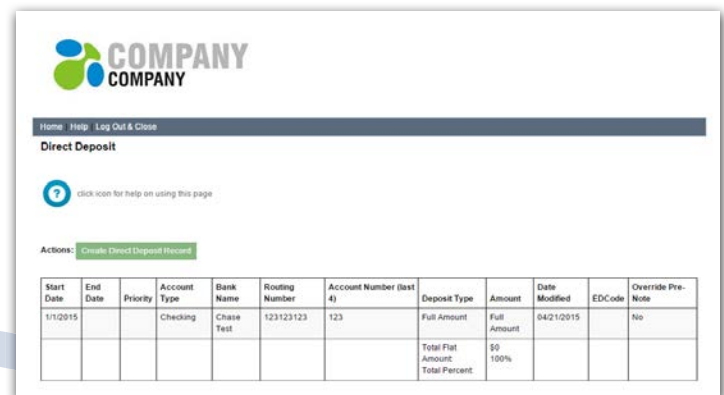 COMPANY
COMPANY
Home Help Log Out & Close
Direct Deposit
?
click icon for help on using this page
Actions: Create Direct Deposit Record
Start Date End Date Priority Account Type Bank Name Routing Number Account Number (last 4) Deposit Type Amount Date Modified EDCode Override Pre-Note
1/1/2015 Checking Chase Test 123123123 123 Full Amount Full Amount 04/21/2015 No
Total Flat Amount $0
Total Percent 100%